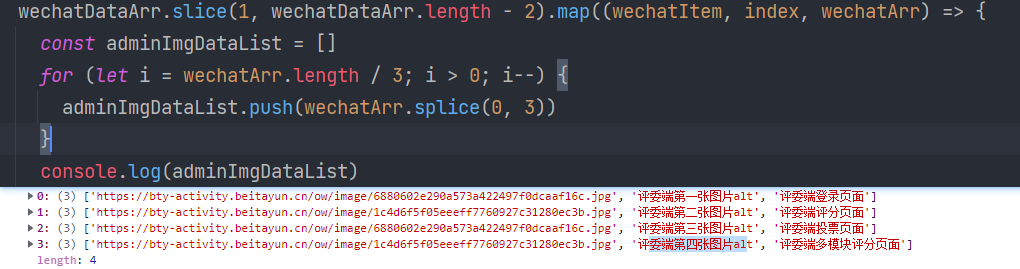 wechatDataArr.slice(1, wechatDataArr.length - 2).map((wechatItem, index, wechatArr) => {
const adminImgDataList = []
for (let i = wechatArr.length / 3; i > 0; i--) {
adminImgDataList.push(wechatArr.splice(0, 3))
}
console.log(adminImgDataList)
0: (3) ['https://bty-activity.beitayun.cn/ow/image/6880602e290a573a422497f0dcaaf16c.jpg', '评委端第一张图片alt', '评委端登录页面']
1: (3) ['https://bty-activity.beitayun.cn/ow/image/1c4d6f5f05eeeff7760927c31280ec3b.jpg', '评委端第二张图片alt', '评委端评分页面']
2: (3) ['https://bty-activity.beitayun.cn/ow/image/6880602e290a573a422497f0dcaaf16c.jpg', '评委端第三张图片alt', '评委端投票页面']
3: (3) ['https://bty-activity.beitayun.cn/ow/image/1c4d6f5f05eeeff7760927c31280ec3b.jpg', '评委端第四张图片alt', '评委端多模块评分页面']
length: 4